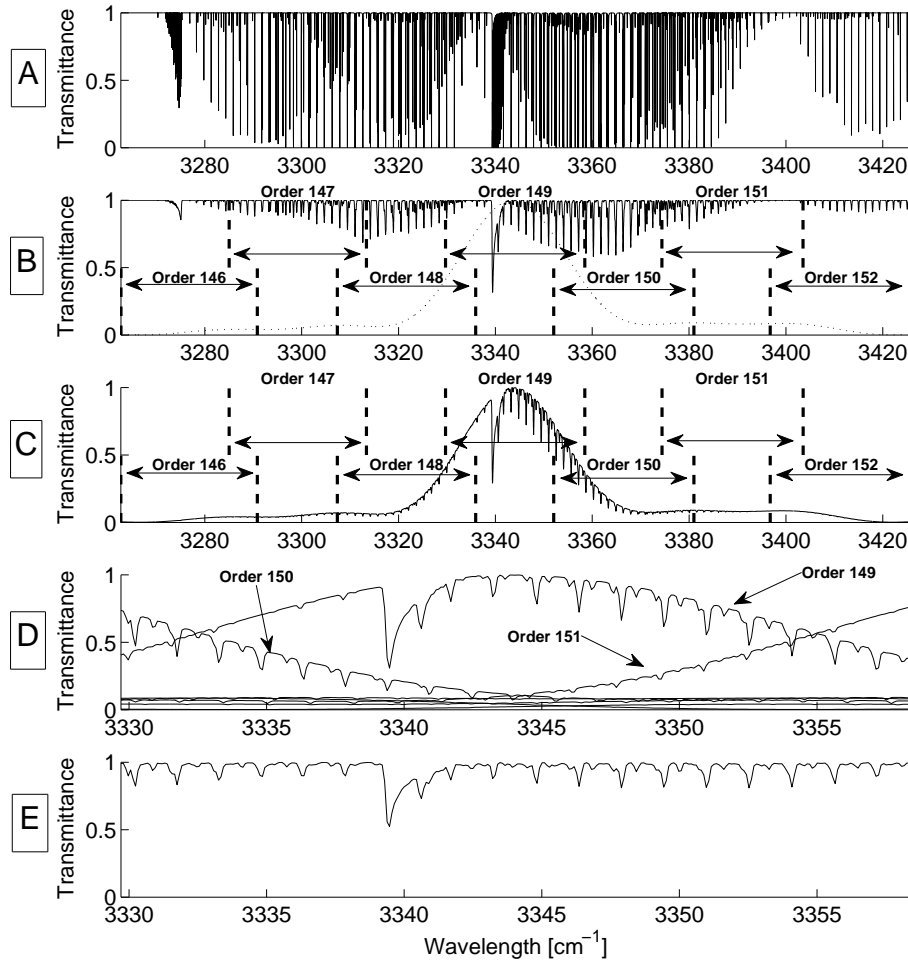 A
Transmittance
1
0.5
0
3280 3300 3320 3340 3360 3380 3400 3420
B
Transmittance
1
0.5
0
Order 147 Order 149 Order 151
Order 146 Order 148 Order 150 Order 152
3280 3300 3320 3340 3360 3380 3400 3420
C
Transmittance
1
0.5
0
Order 147 Order 149 Order 151
Order 146 Order 148 Order 150 Order 152
3280 3300 3320 3340 3360 3380 3400 3420
D
Transmittance
1
0.5
0
Order 150 Order 149
Order 151
3330 3335 3340 3345 3350 3355
E
Transmittance
1
0.5
0
3330 3335 3340 3345 3350 3355
Wavelength [cm⁻¹]